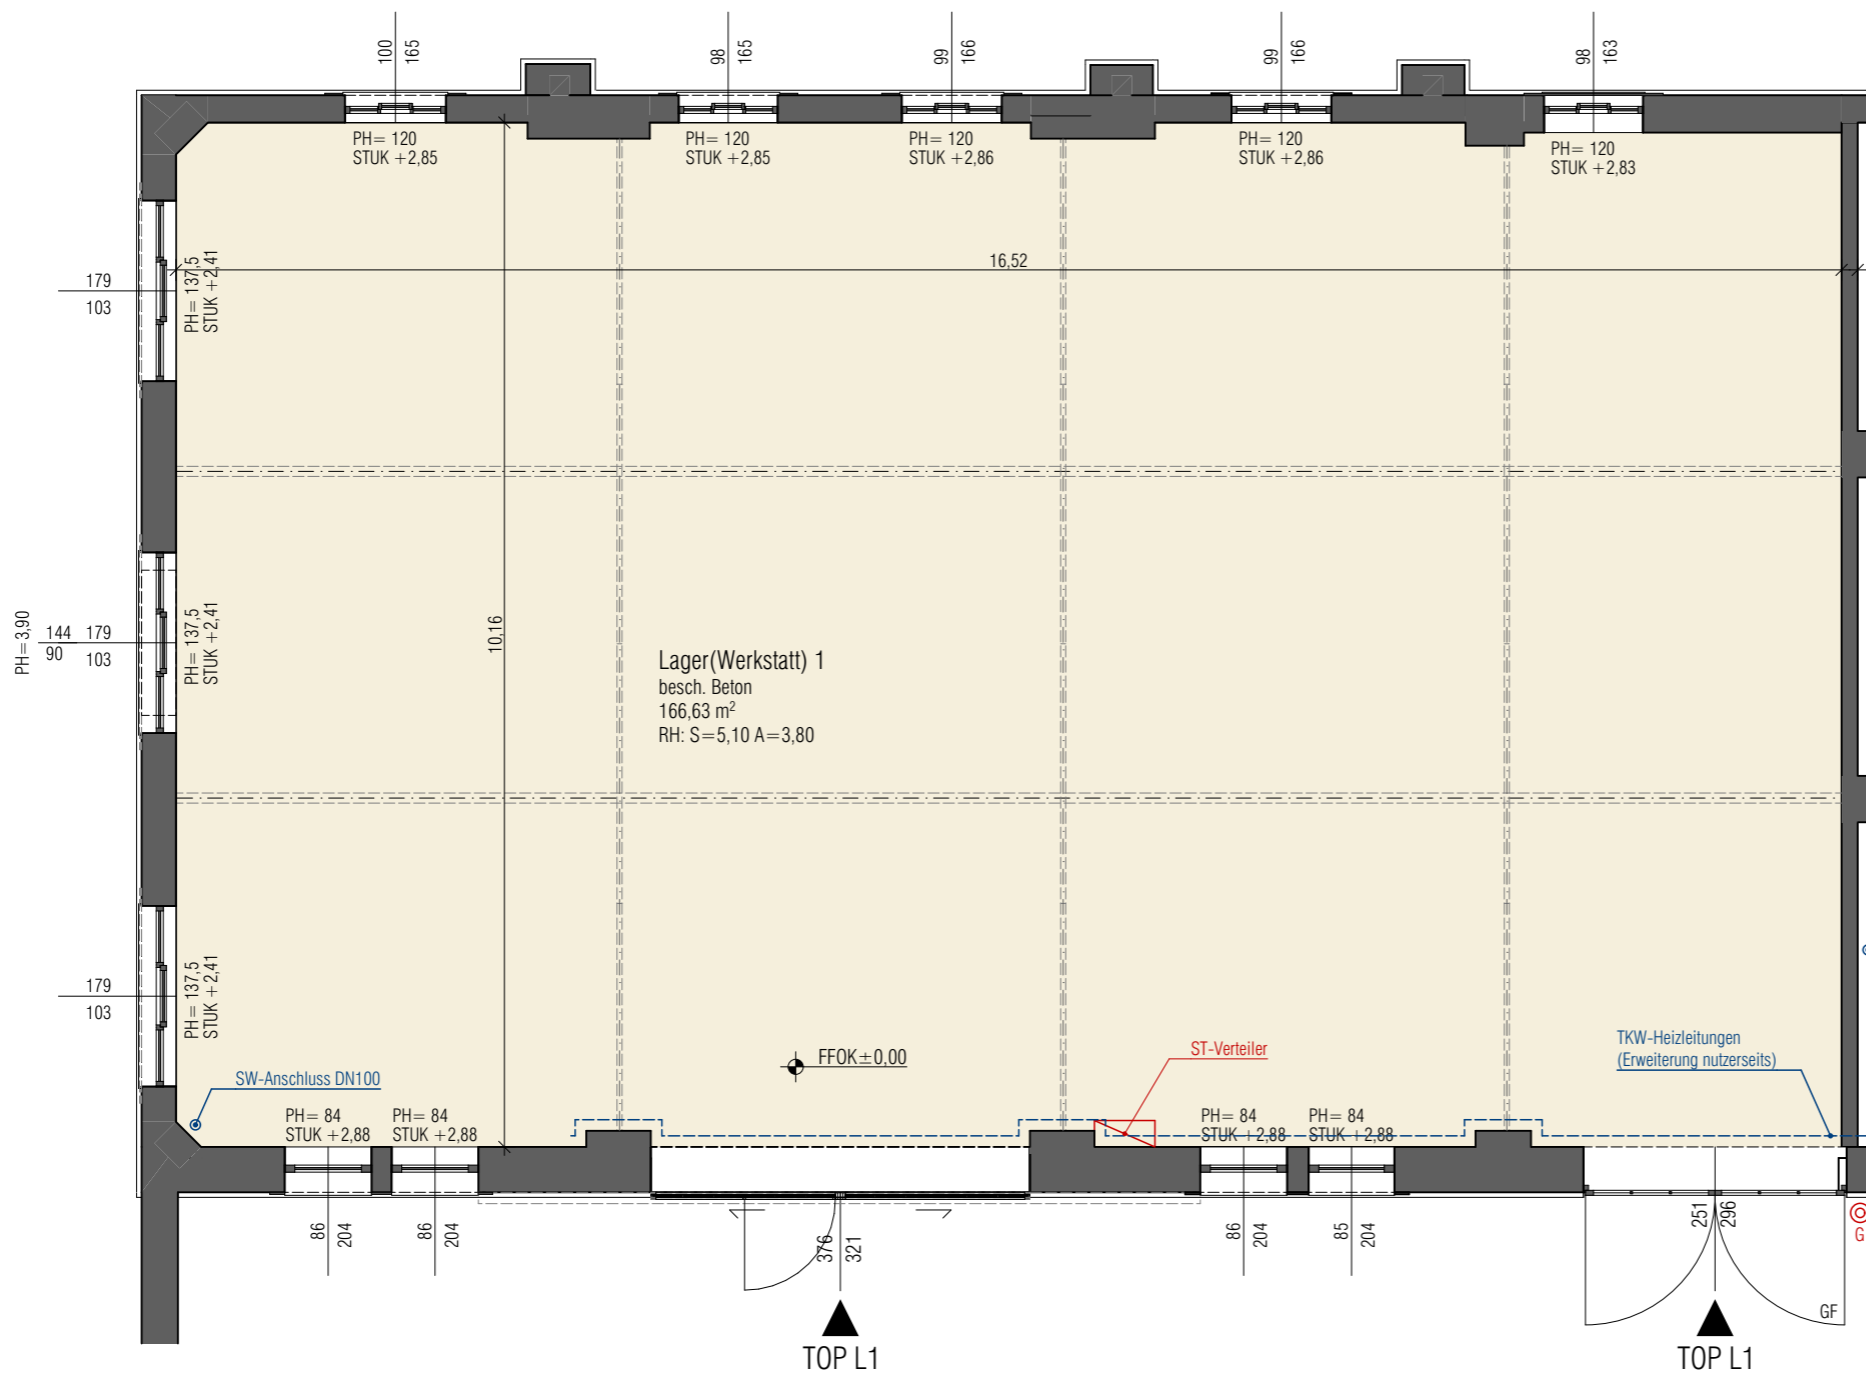 100
165
98
165
99
166
99
166
98
163
PH= 120
STUK +2,85
PH= 120
STUK +2,85
PH= 120
STUK +2,86
PH= 120
STUK +2,86
PH= 120
STUK +2,83
16,52
179
103
PH= 137,5
STUK +2,41
PH=3,90
144
90
179
103
PH= 137,5
STUK +2,41
10,16
Lager(Werkstatt) 1
besch. Beton
166,63 m²
RH: S=5,10 A=3,80
179
103
PH= 137,5
STUK +2,41
SW-Anschluss DN100
FFOK±0,00
ST-Verteiler
TKW-Heizleitungen
(Erweiterung nutzerseits)
PH= 84
STUK +2,88
PH= 84
STUK +2,88
PH= 84
STUK +2,88
PH= 84
STUK +2,88
86
204
86
204
376
321
86
204
85
204
251
296
G
GF
TOP L1
TOP L1